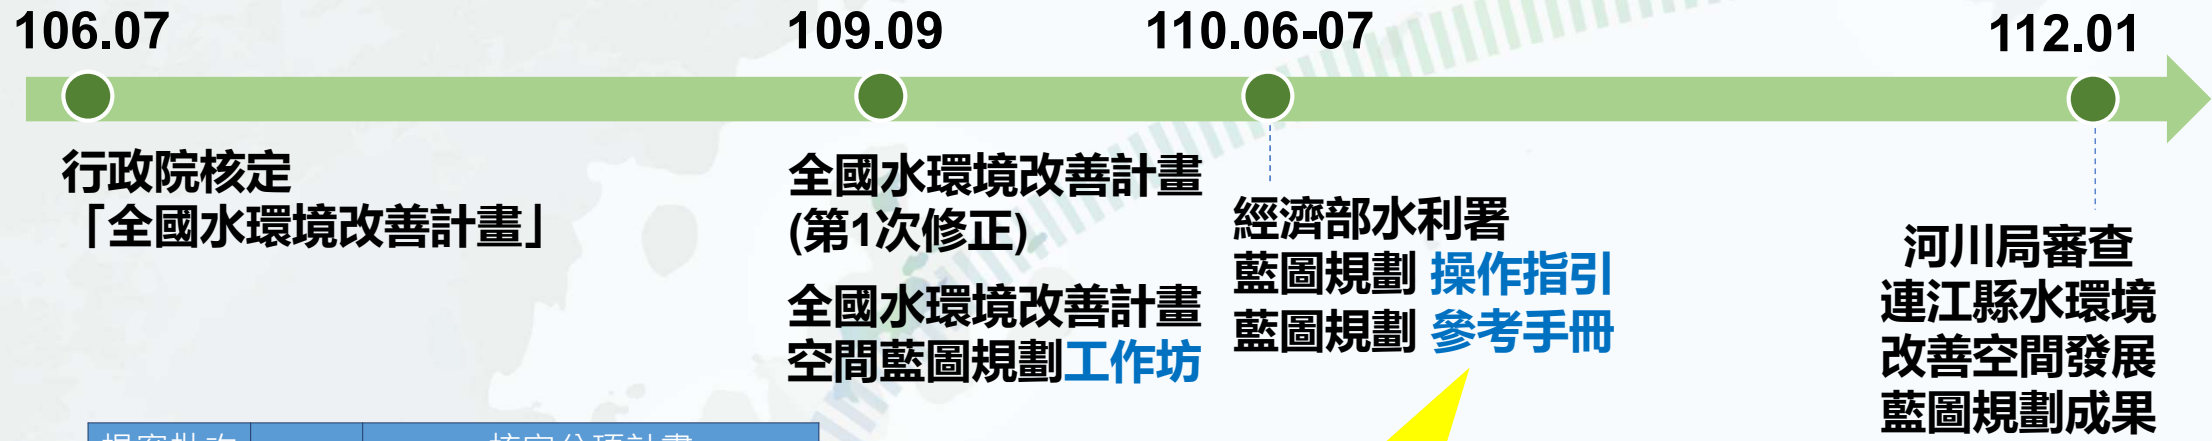 106.07
109.09
110.06-07
112.01
行政院核定
「全國水環境改善計畫」
全國水環境改善計畫
(第1次修正)
全國水環境改善計畫
空間藍圖規劃工作坊
經濟部水利署
藍圖規劃 操作指引
藍圖規劃 參考手冊
河川局審查
連江縣水環境
改善空間發展
藍圖規劃成果